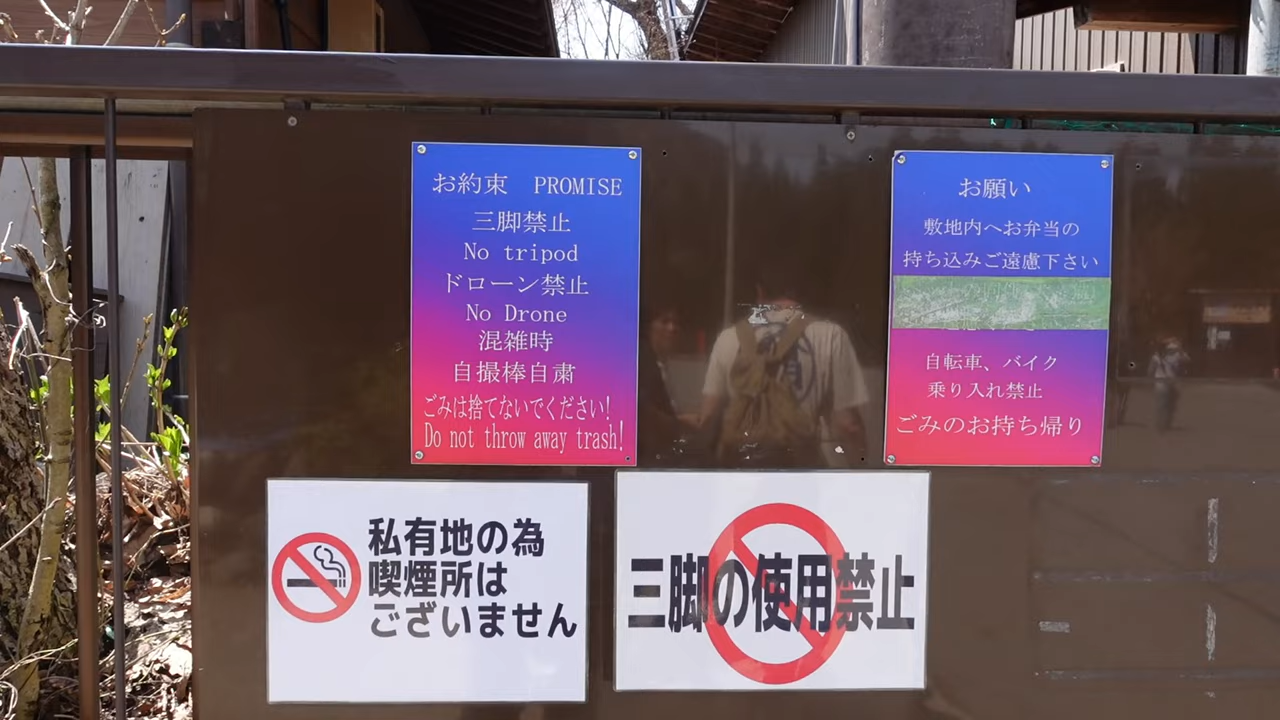 お約束 PROMISE
三脚禁止
No tripod
ドローン禁止
No Drone
混雑時
自撮棒自粛
ごみは捨てないでください!
Do not throw away trash!
お願い
敷地内へお弁当の
持ち込みご遠慮下さい
自転車、バイク
乗り入れ禁止
ごみのお持ち帰り
私有地の為
喫煙所は
ございません
三脚の使用禁止